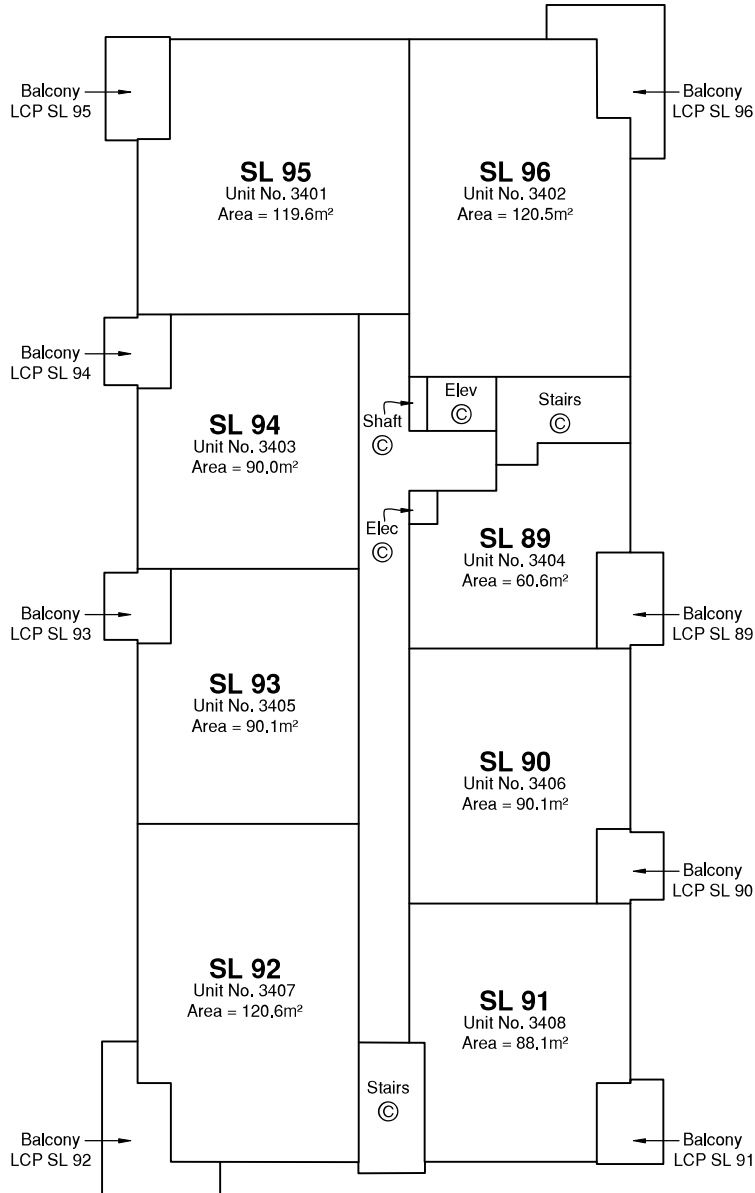 Balcony
LCP SL 95
SL 95
Unit No. 3401
Area = 119.6m²
SL 96
Unit No. 3402
Area = 120.5m²
Balcony
LCP SL 96
Balcony
LCP SL 94
SL 94
Unit No. 3403
Area = 90.0m²
Shaft
©
Elev
©
Stairs
©
Elec
©
SL 89
Unit No. 3404
Area = 60.6m²
Balcony
LCP SL 89
Balcony
LCP SL 93
SL 93
Unit No. 3405
Area = 90.1m²
SL 90
Unit No. 3406
Area = 90.1m²
Balcony
LCP SL 90
SL 92
Unit No. 3407
Area = 120.6m²
SL 91
Unit No. 3408
Area = 88.1m²
Stairs
©
Balcony
LCP SL 92
Balcony
LCP SL 91